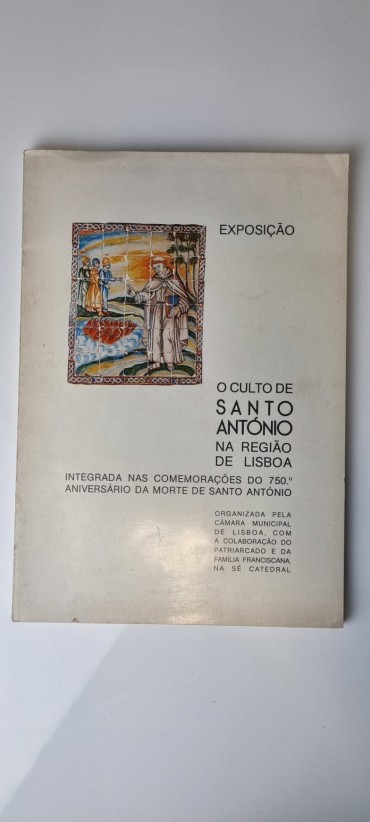 EXPOSIÇÃO
O CULTO DE
SANTO
ANTÓNIO
NA REGIÃO
DE LISBOA
INTEGRADA NAS COMEMORAÇÕES DO 750.º
ANIVERSÁRIO DA MORTE DE SANTO ANTÓNIO
ORGANIZADA PELA
CÂMARA MUNICIPAL
DE LISBOA, COM
A COLABORAÇÃO DO
PATRIARCADO E DA
FAMÍLIA FRANCISCANA,
NA SÉ CATEDRAL